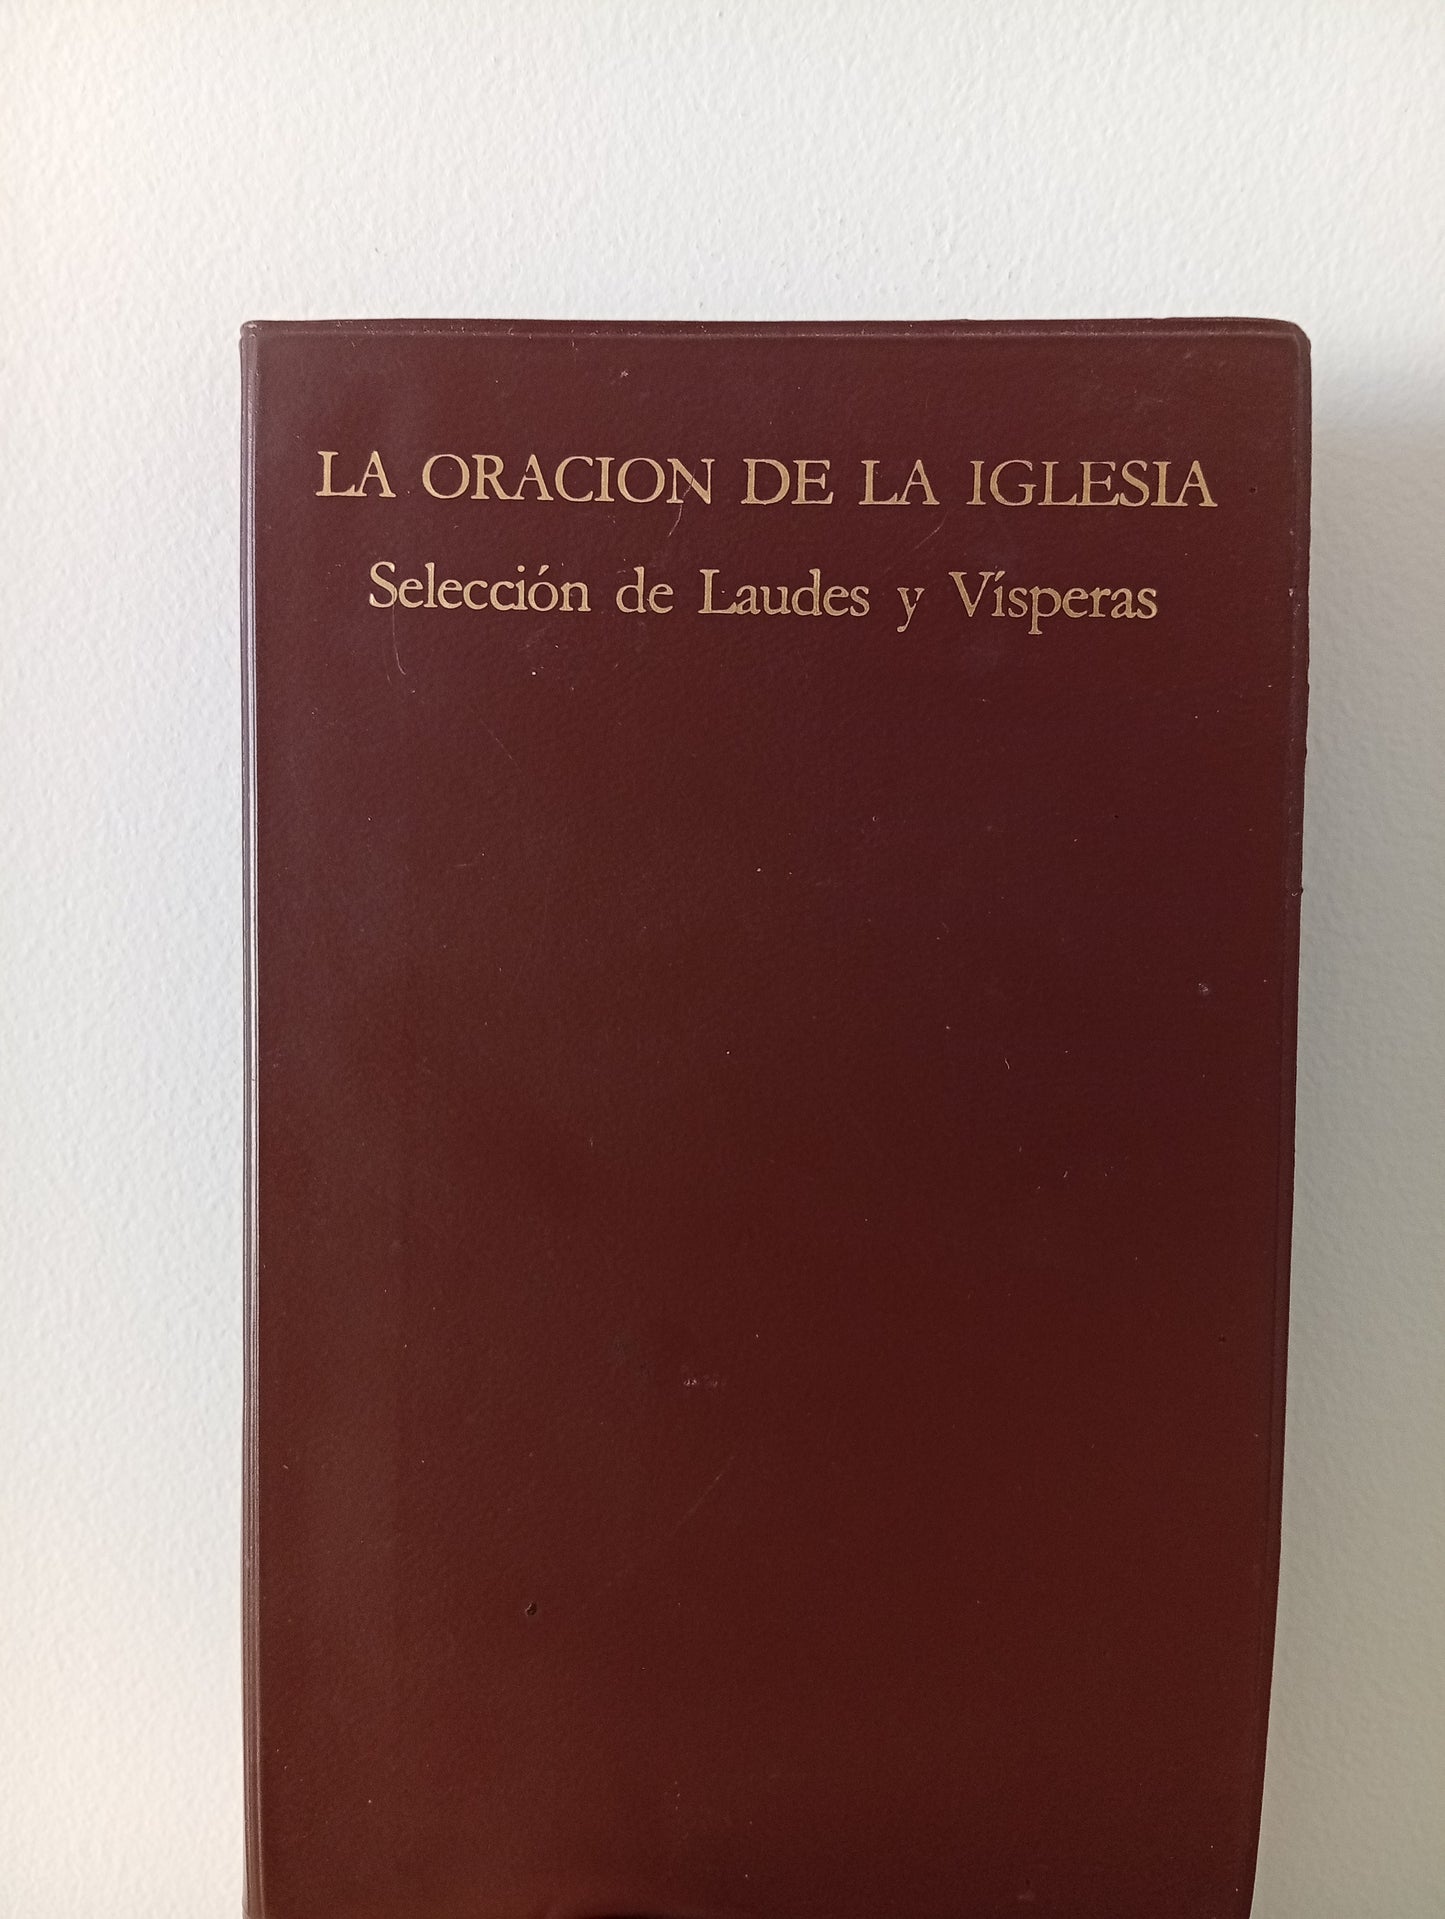 LA ORACION DE LA IGLESIA
Selección de Laudes y Vísperas